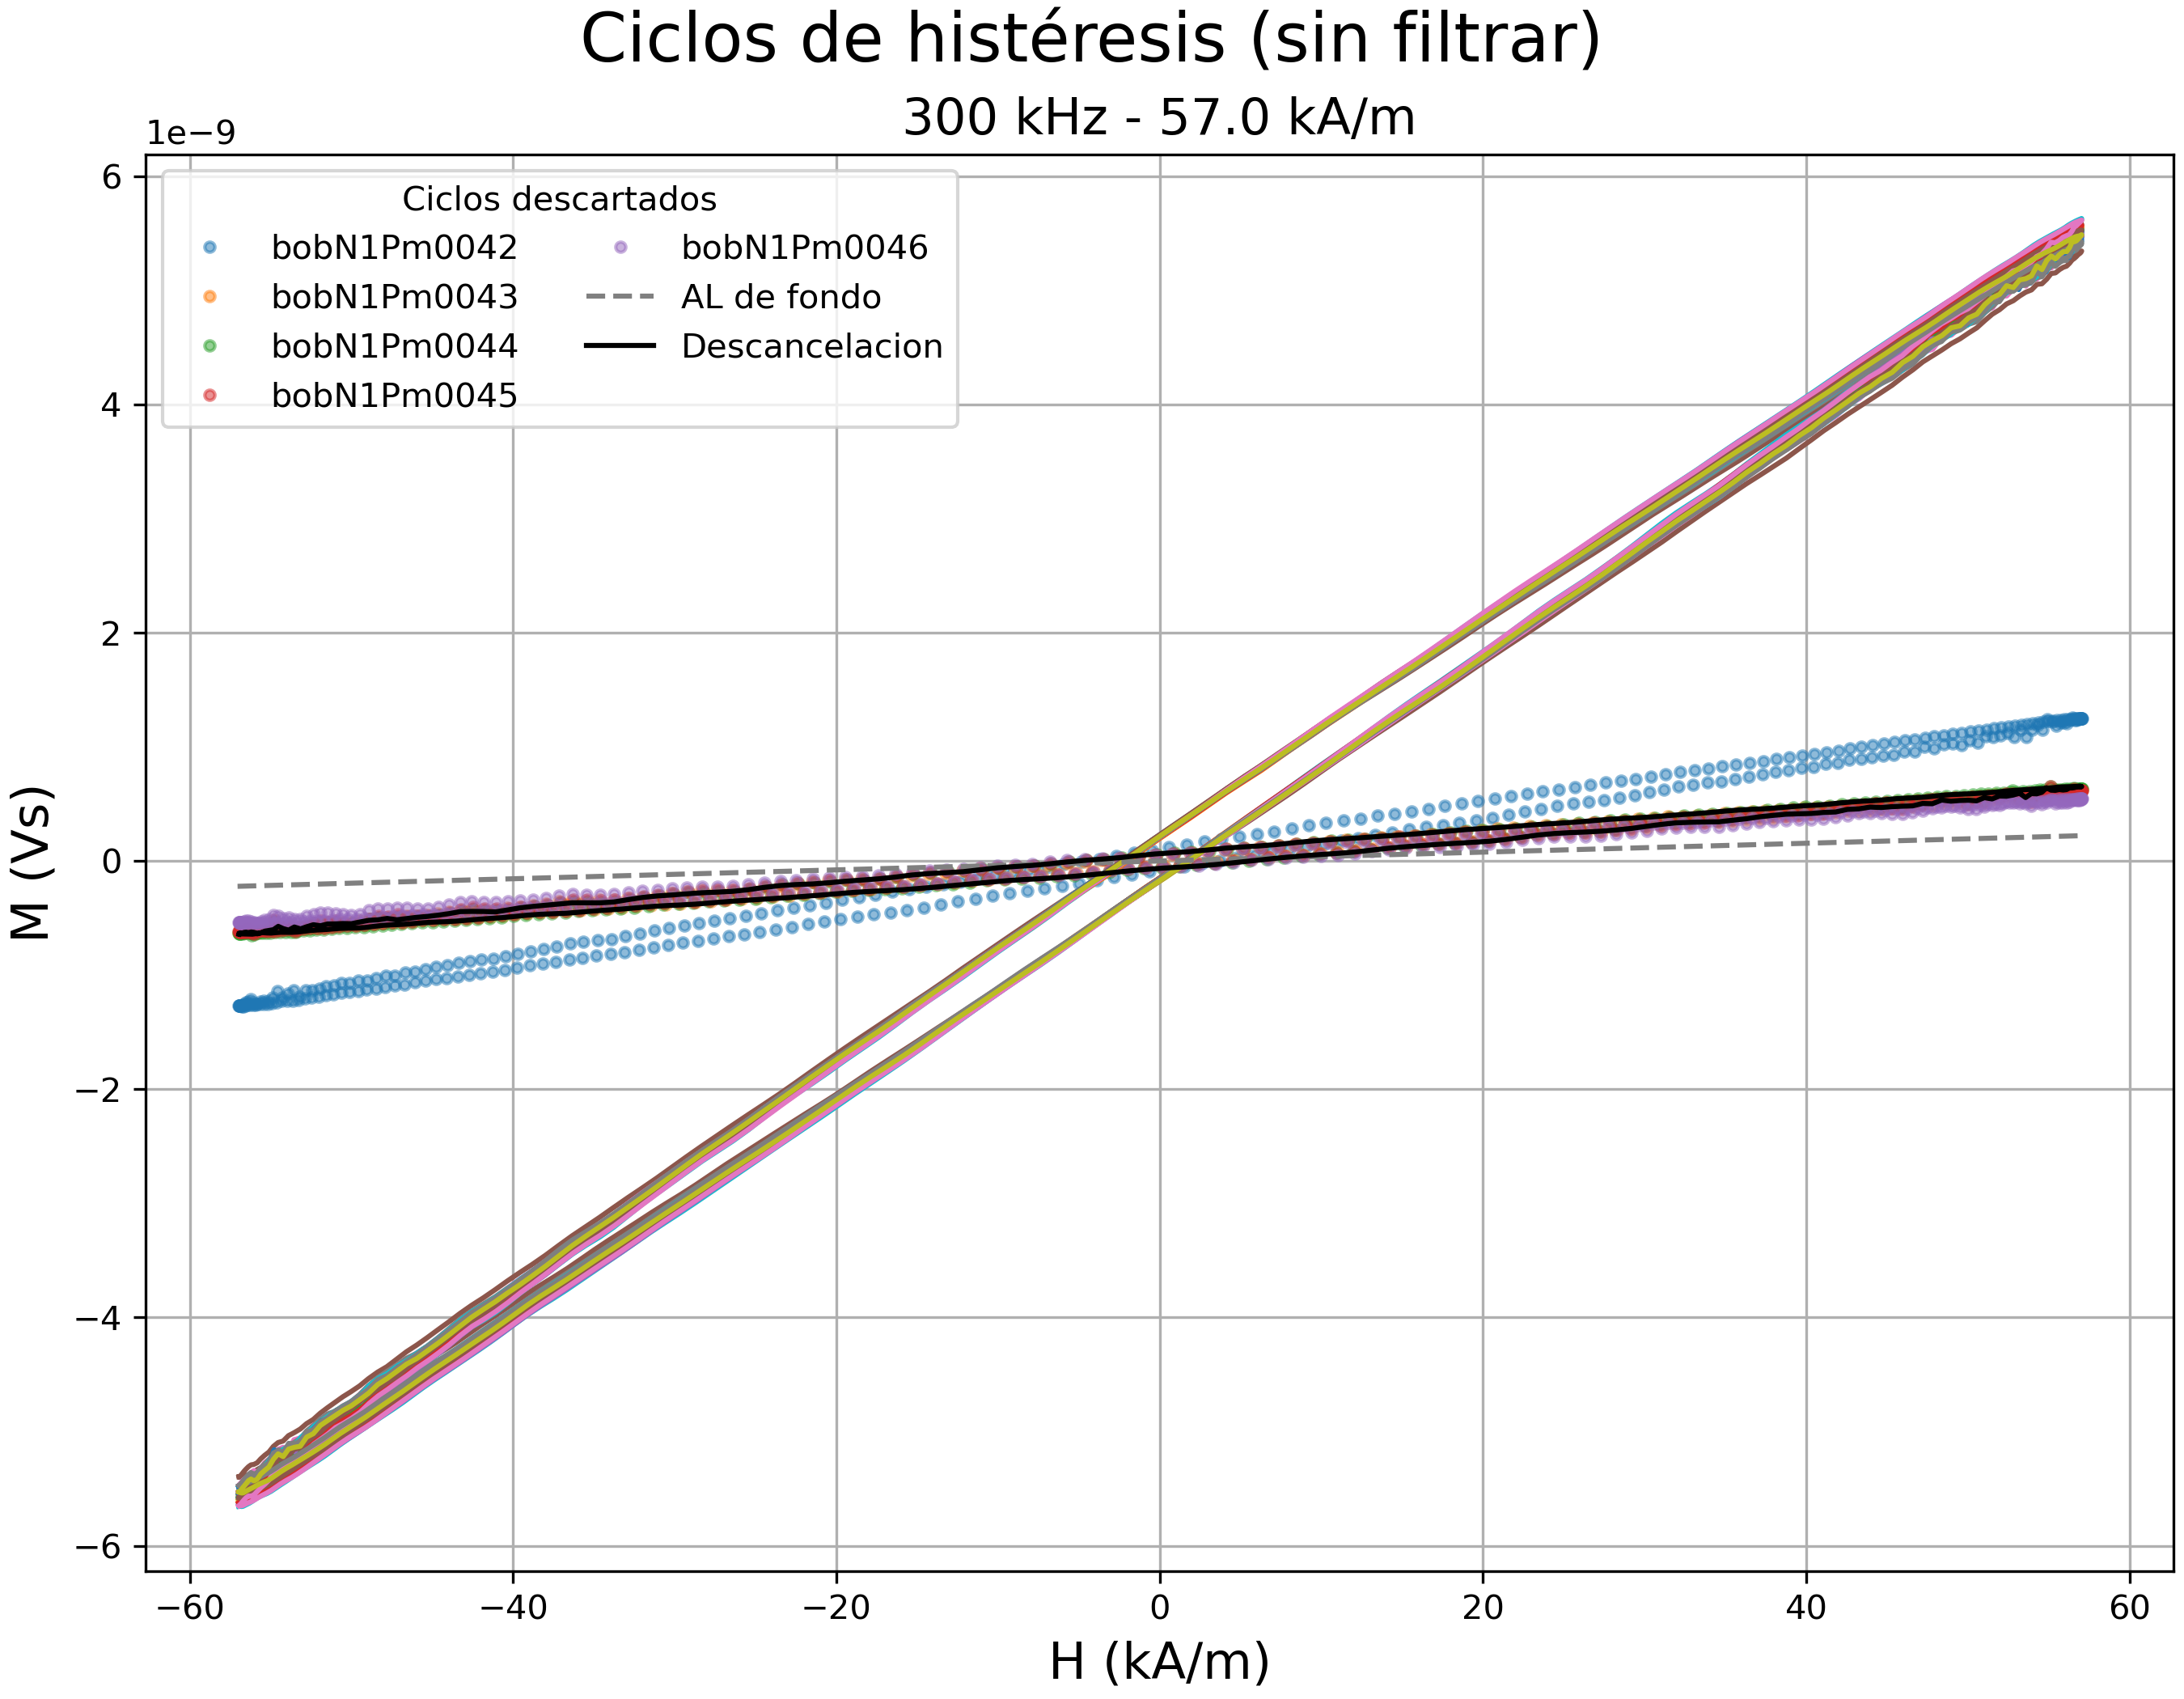 Ciclos de histéresis (sin filtrar)
300 kHz - 57.0 kA/m
1e−9
Ciclos descartados
bobN1Pm0042
bobN1Pm0043
bobN1Pm0044
bobN1Pm0045
bobN1Pm0046
AL de fondo
Descancelacion
6
4
2
0
−2
−4
−6
M (Vs)
−60 −40 −20 0 20 40 60
H (kA/m)